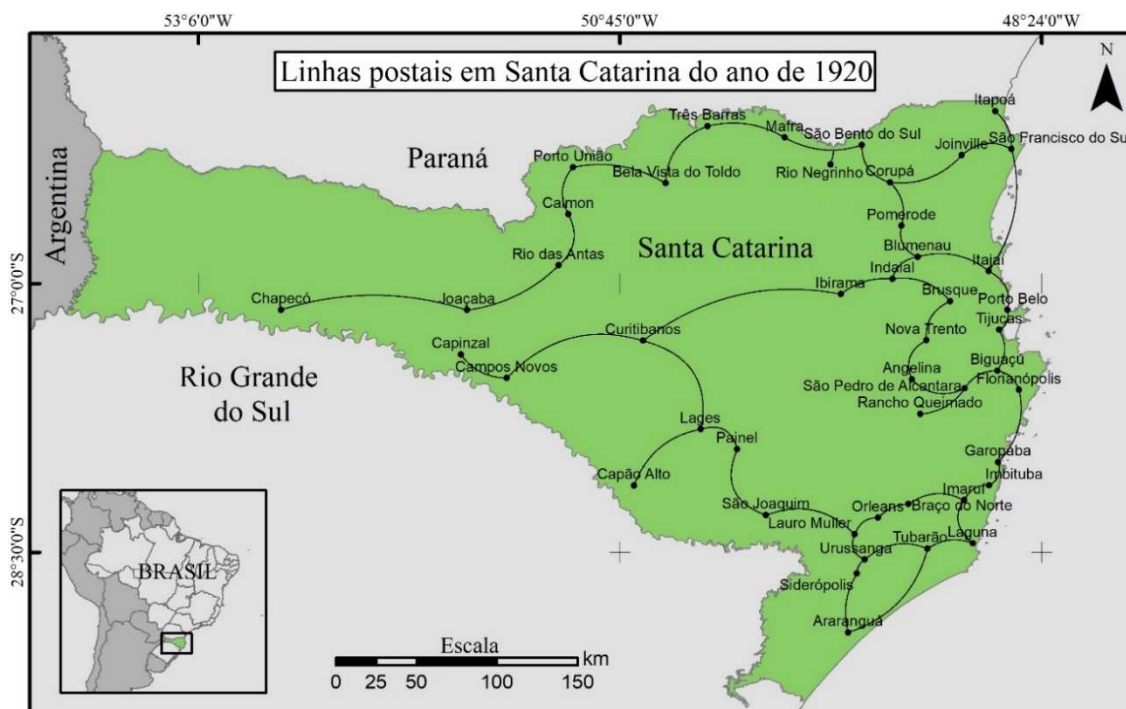 53°6'0"W
50°45'0"W
48°24'0"W
Linhas postais em Santa Catarina do ano de 1920
N
Itapoá
Três Barras
Mafra
São Bento do Sul
São Francisco do Su
Joinville
Paraná
Porto União
Bela Vista do Toldo
Rio Negrinho
Corupá
Argentina
Calmon
Pomerode
Santa Catarina
Rio das Antas
Blumenau
Itajaí
Indaial
27°0'0"S
Chapecó
Joaçaba
Ibirama
Brusque
Porto Belo
Tijucas
Curitibanos
Nova Trento
Capinzal
Campos Novos
Angelina
Biguaçú
São Pedro de Alcantara
Florianópolis
Rancho Queimado
Rio Grande
do Sul
Lages
Painel
Garopaba
Capão Alto
Imbituba
Imaruí
São Joaquim
Orleans
Braço do Norte
Lauro Muller
Tubarão
Laguna
28°30'0"S
Urussanga
BRASIL
Siderópolis
Araranguá
Escala
km
0 25 50 100 150